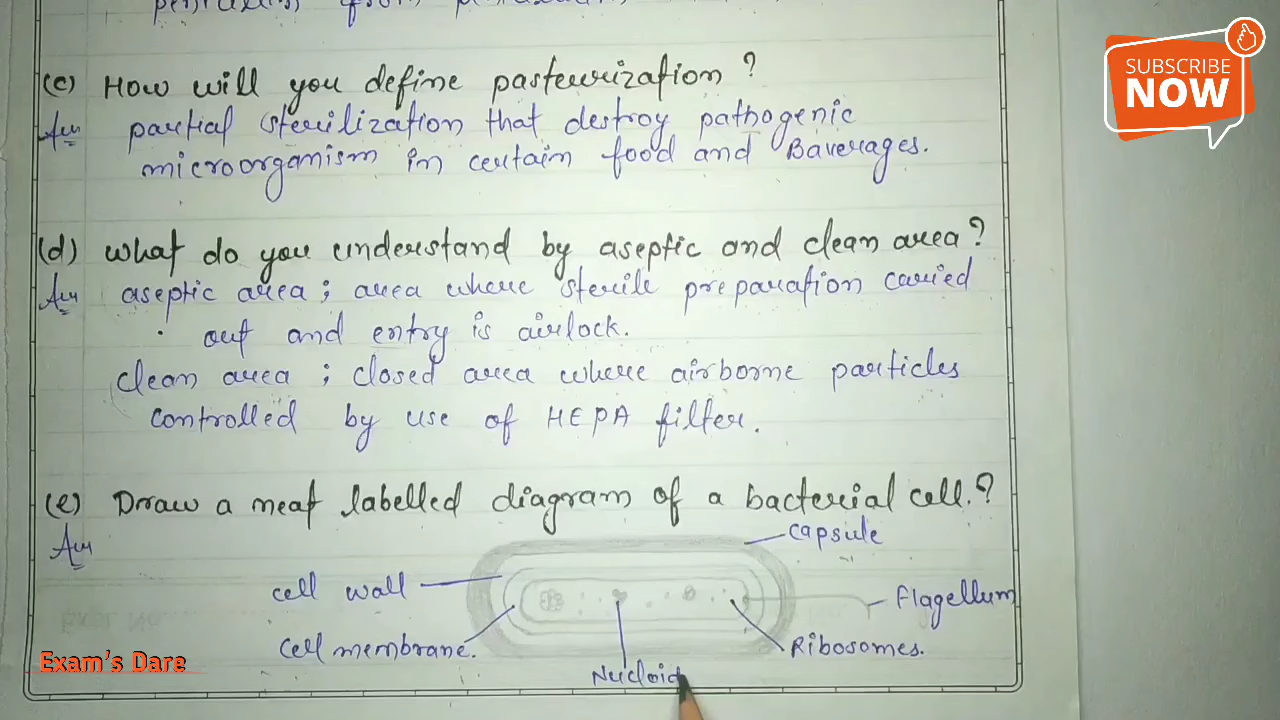 (c) How will you define pasteurization ?
Ans partial sterilization that destroy pathogenic
microorganism in certain food and Baverages.
(d) What do you understand by aseptic and clean area ?
Ans aseptic area ; area where sterile preparation carried
out and entry is airlock.
clean area ; closed area where airborne particles
controlled by use of HEPA filter.
(e) Draw a neat labelled diagram of a bacterial cell. ?
Ans
capsule
cell wall
flagellum
cell membrane.
Ribosomes.
Nucloid
SUBSCRIBE
NOW
Exam's Dare